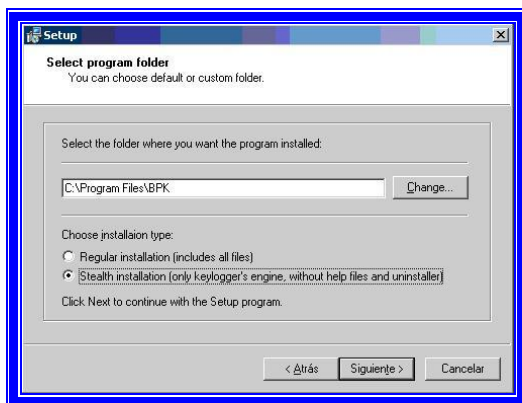 Setup
Select program folder
You can choose default or custom folder.
Select the folder where you want the program installed:
C:\Program Files\BPK
Change...
Choose installaion type:
Regular installation (includes all files)
Stealth installation (only keylogger's engine, without help files and uninstaller)
Click Next to continue with the Setup program.
< Atrás
Siguiente >
Cancelar